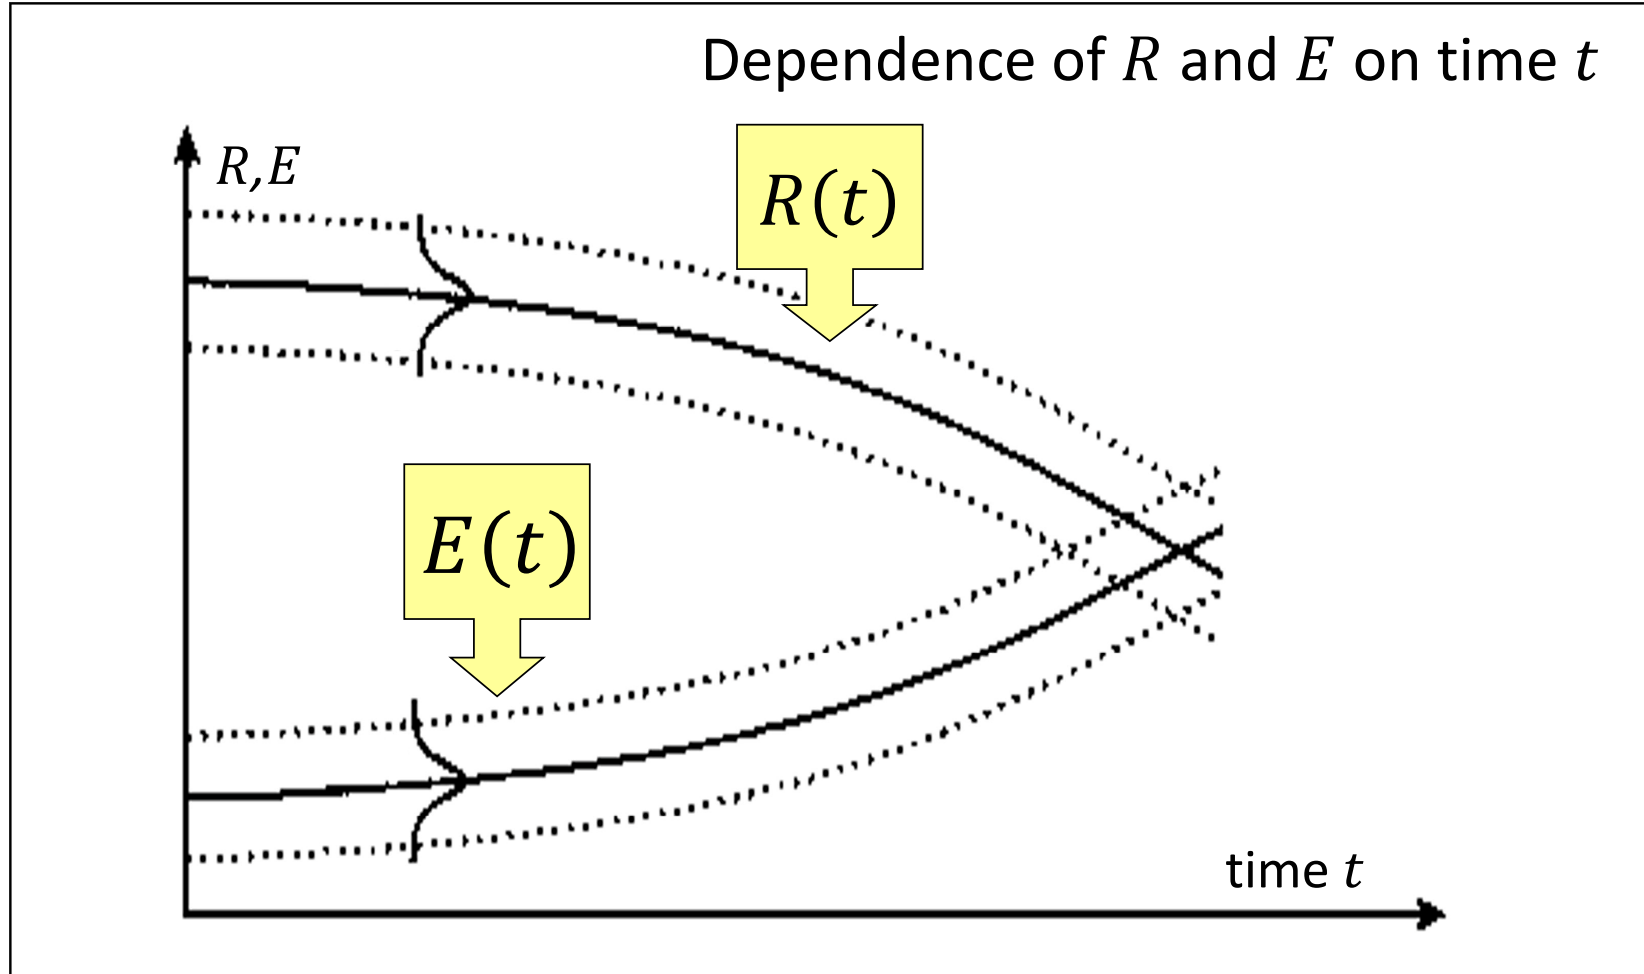 Dependence of R and E on time t
R,E
R(t)
E(t)
time t